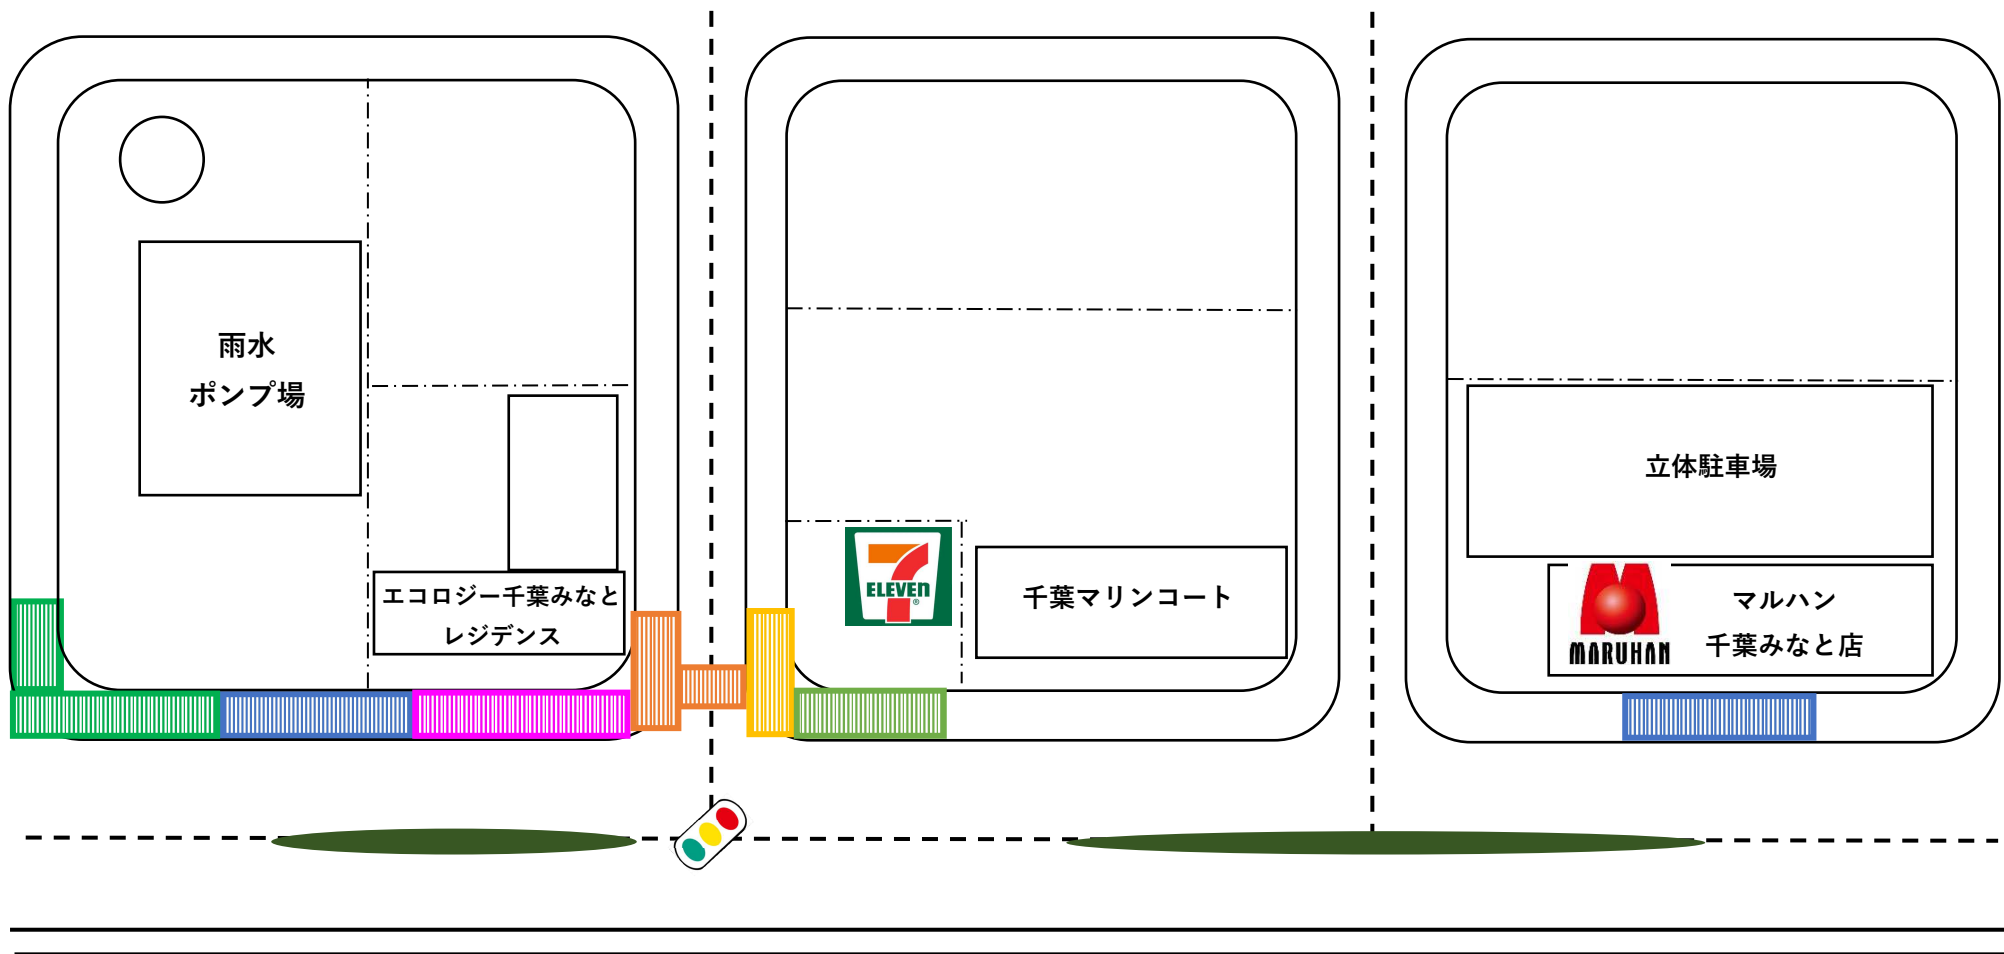 雨水
ポンプ場
エコロジー千葉みなと
レジデンス
7
ELEVEn
®
千葉マリンコート
立体駐車場
MARUHAN
マルハン
千葉みなと店